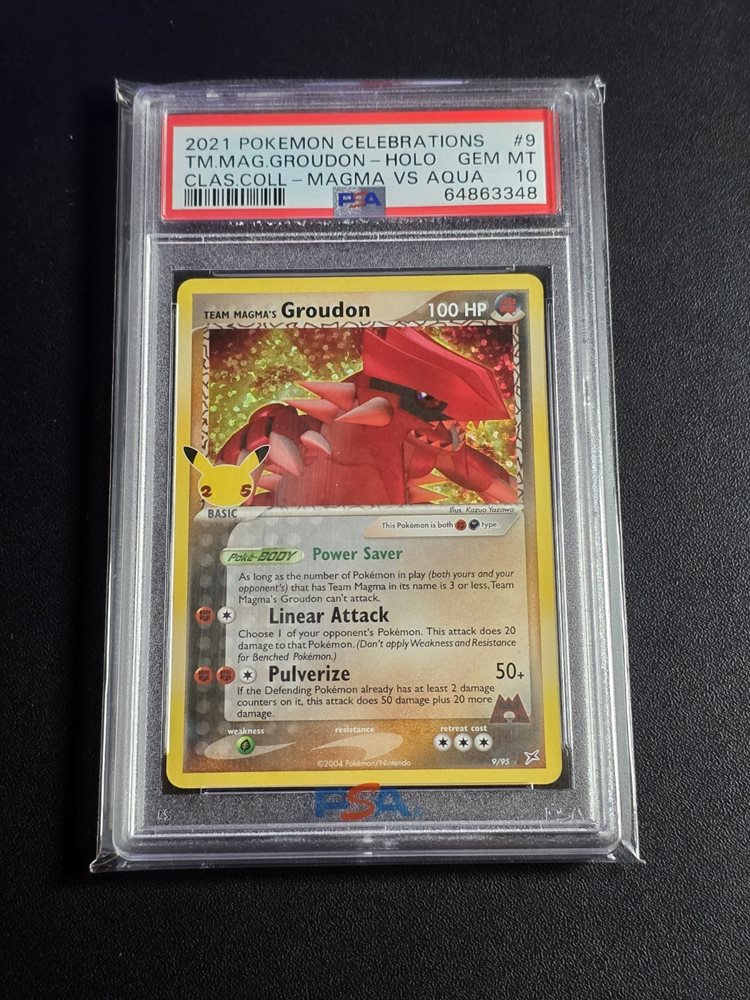 2021 POKEMON CELEBRATIONS #9
TM.MAG.GROUDON-HOLO GEM MT
CLAS.COLL-MAGMA VS AQUA 10
PSA 64863348
TEAM MAGMA'S Groudon 100 HP
25
BASIC
Illus. Kazuo Yazawa
This Pokémon is both type.
Poké-BODY Power Saver
As long as the number of Pokémon in play (both yours and your
opponent's) that has Team Magma in its name is 3 or less, Team
Magma's Groudon can't attack.
Linear Attack
Choose 1 of your opponent's Pokémon. This attack does 20
damage to that Pokémon. (Don't apply Weakness and Resistance
for Benched Pokémon.)
Pulverize 50+
If the Defending Pokémon already has at least 2 damage
counters on it, this attack does 50 damage plus 20 more
damage.
weakness resistance retreat cost
©2004 Pokémon/Nintendo 9/95
PSA